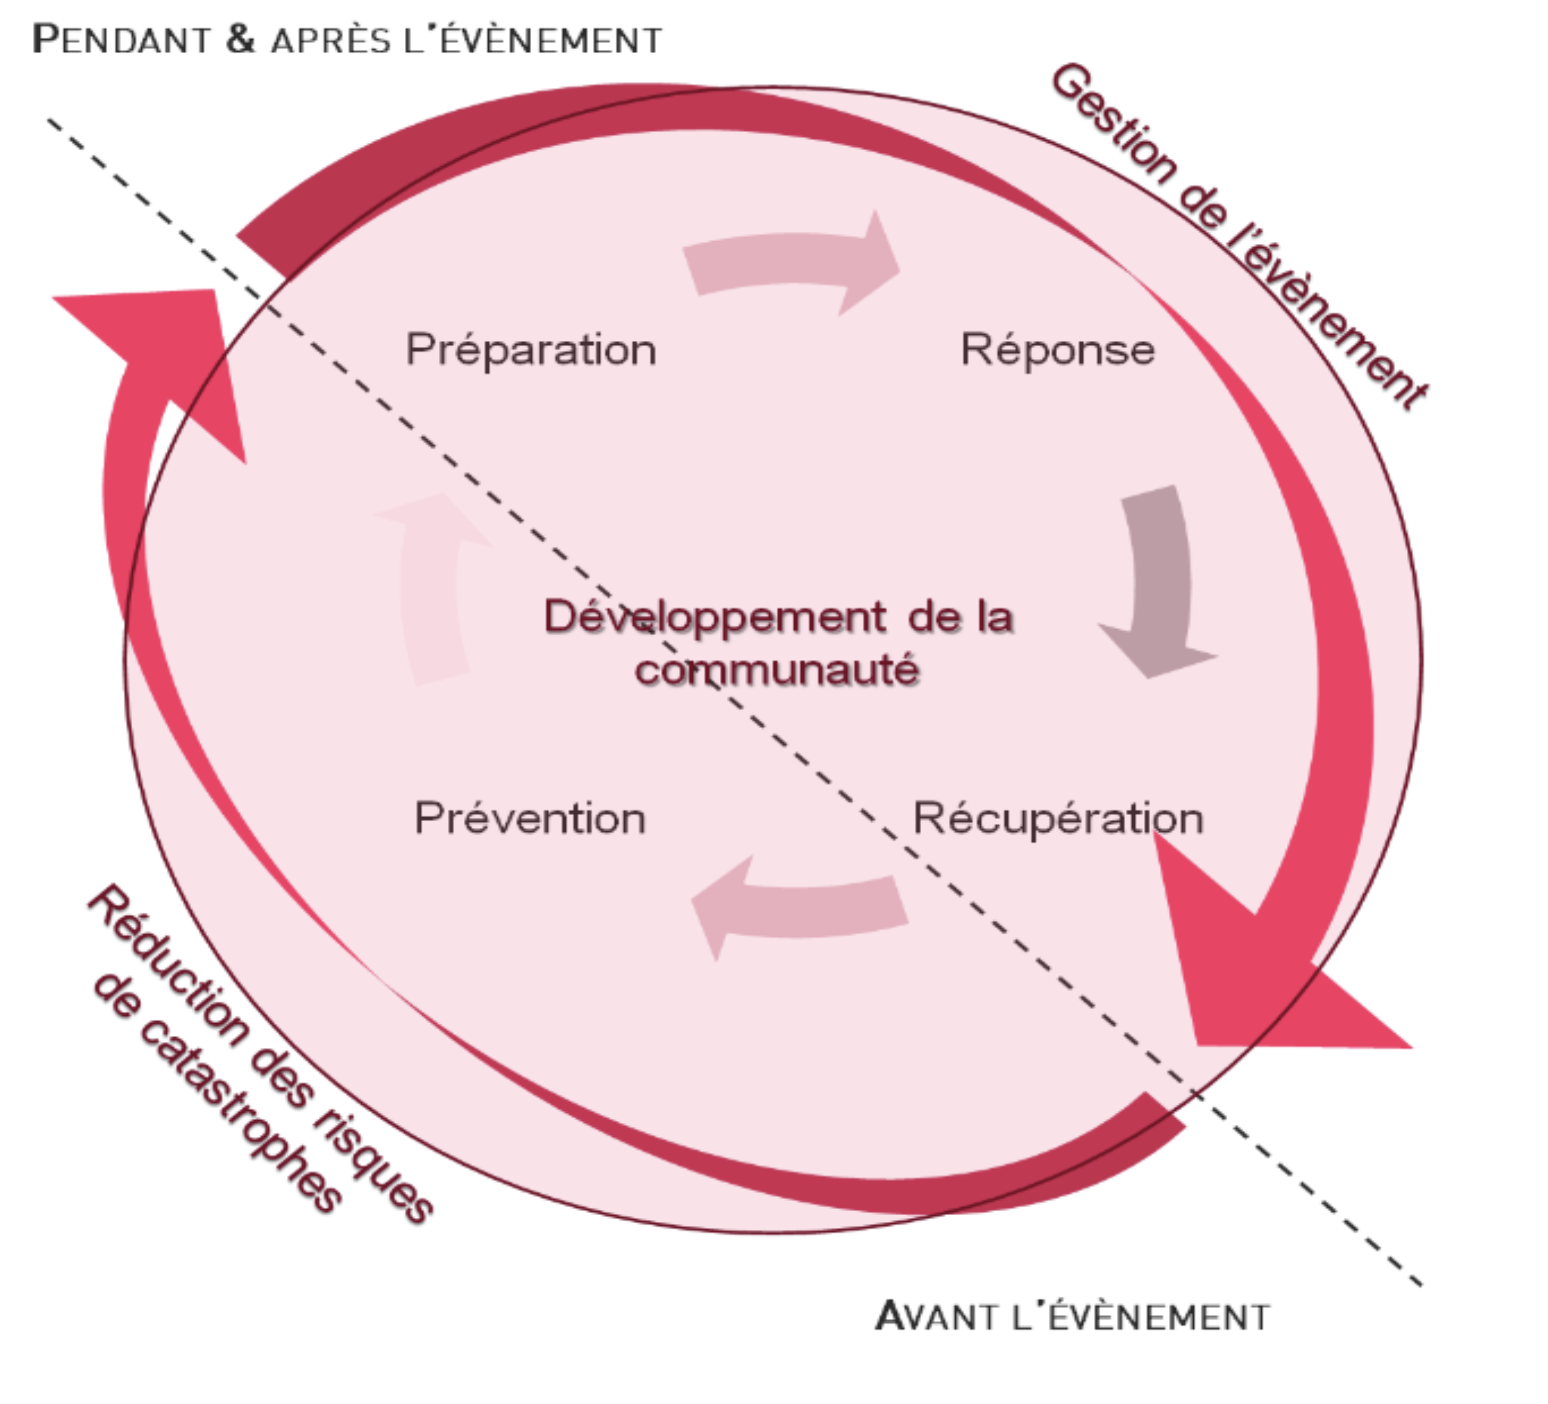 PENDANT & APRÈS L'ÉVÈNEMENT
Gestion de l'évènement
Préparation
Réponse
Développement de la
communauté
Prévention
Récupération
Réduction des risques
de catastrophes
AVANT L'ÉVÈNEMENT